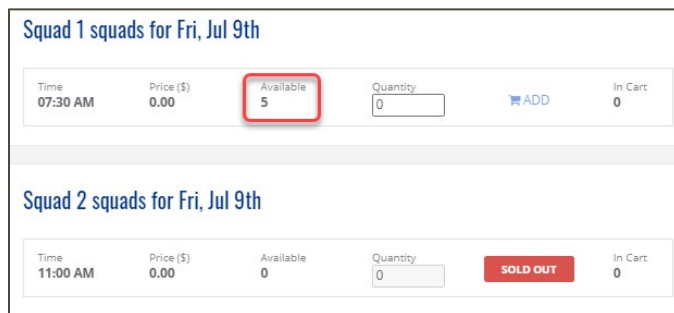 Squad 1 squads for Fri, Jul 9th
Time Price ($) Available Quantity In Cart
07:30 AM 0.00 5 0 ADD 0
Squad 2 squads for Fri, Jul 9th
Time Price ($) Available Quantity In Cart
11:00 AM 0.00 0 0 SOLD OUT 0